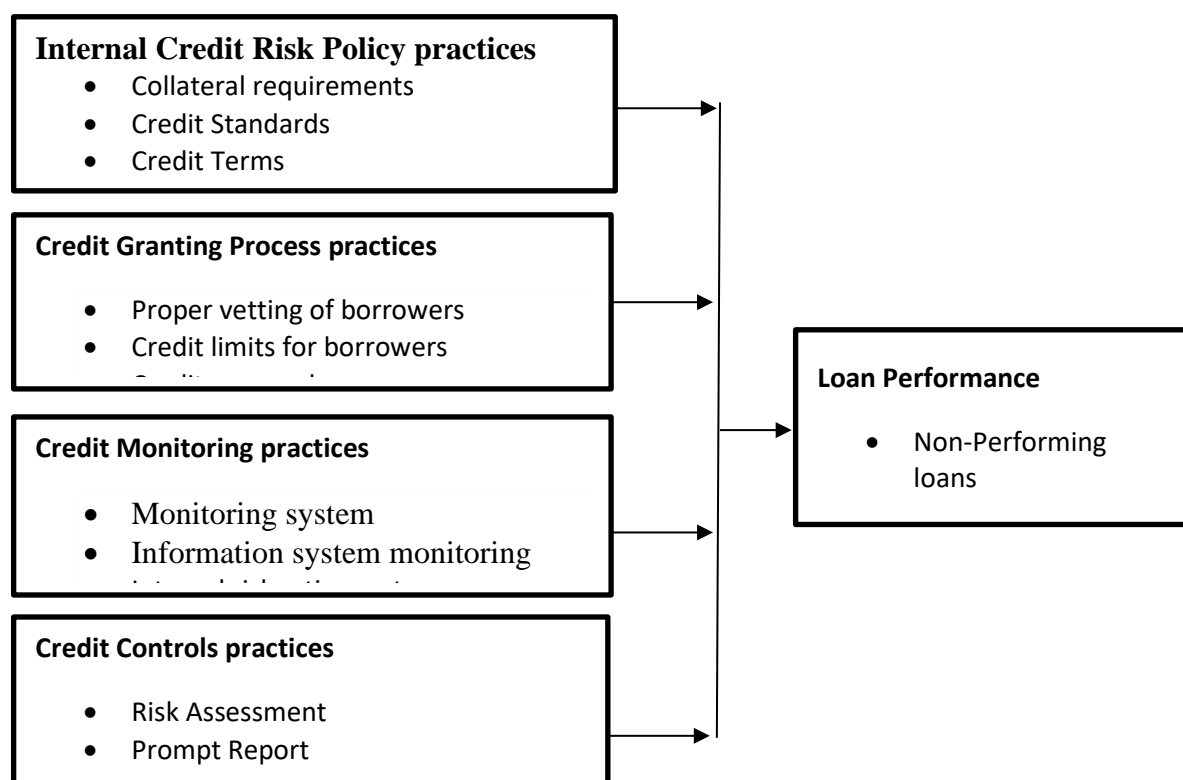 Internal Credit Risk Policy practices
• Collateral requirements
• Credit Standards
• Credit Terms
Credit Granting Process practices
• Proper vetting of borrowers
• Credit limits for borrowers
Credit Monitoring practices
• Monitoring system
• Information system monitoring
Credit Controls practices
• Risk Assessment
• Prompt Report
Loan Performance
• Non-Performing
loans